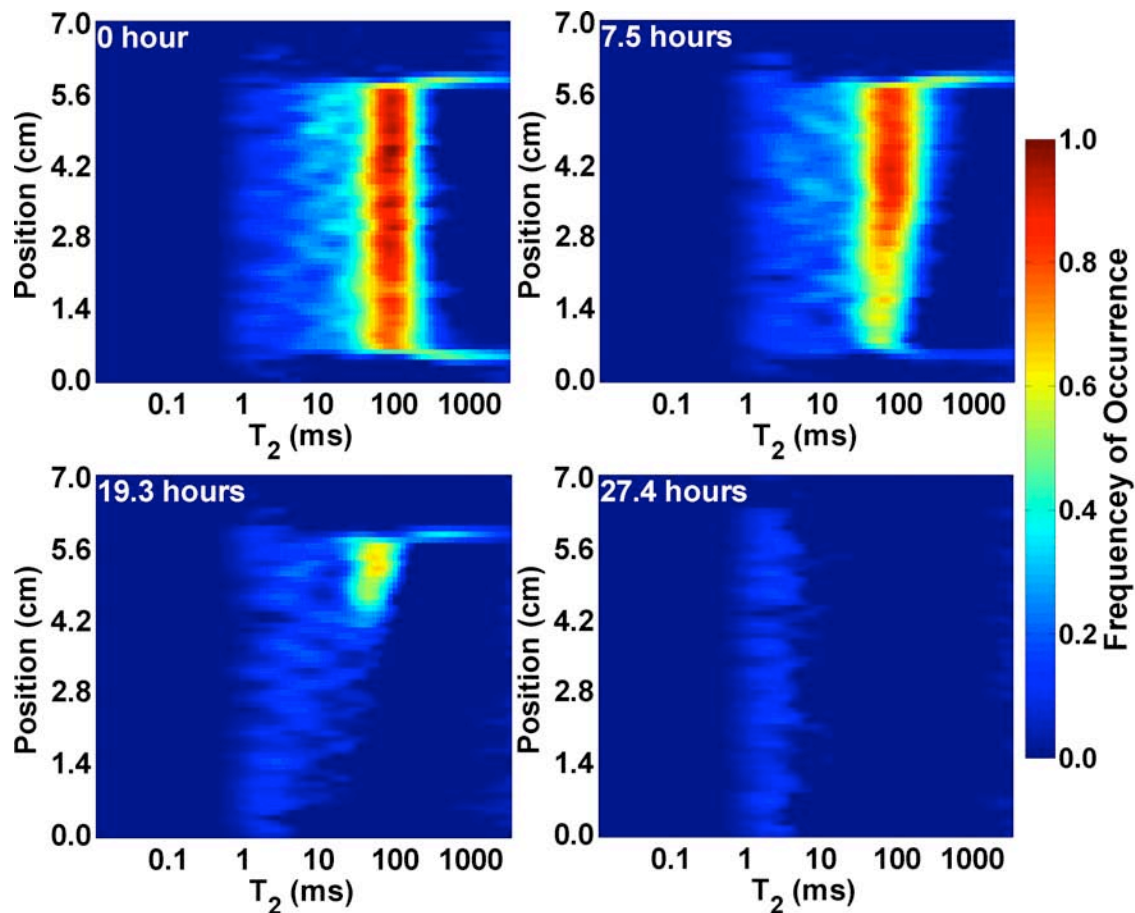 0 hour
7.0
5.6
4.2
2.8
1.4
0.0
Position (cm)
0.1 1 10 100 1000
T2 (ms)
7.5 hours
7.0
5.6
4.2
2.8
1.4
0.0
Position (cm)
0.1 1 10 100 1000
T2 (ms)
19.3 hours
7.0
5.6
4.2
2.8
1.4
0.0
Position (cm)
0.1 1 10 100 1000
T2 (ms)
27.4 hours
7.0
5.6
4.2
2.8
1.4
0.0
Position (cm)
0.1 1 10 100 1000
T2 (ms)
1.0
0.8
0.6
0.4
0.2
0.0
Frequencey of Occurrence